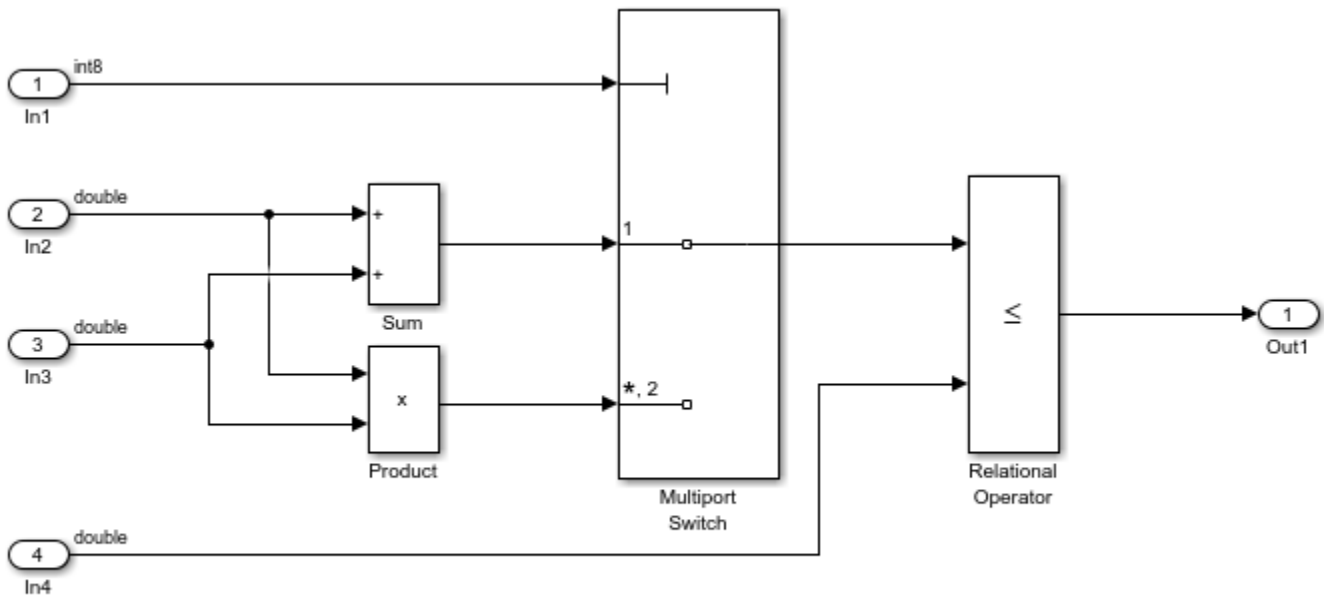 int8
1
In1
double
2
In2
+
+
Sum
1
≤
1
Out1
double
3
In3
x
Product
*, 2
Multiport
Switch
Relational
Operator
double
4
In4